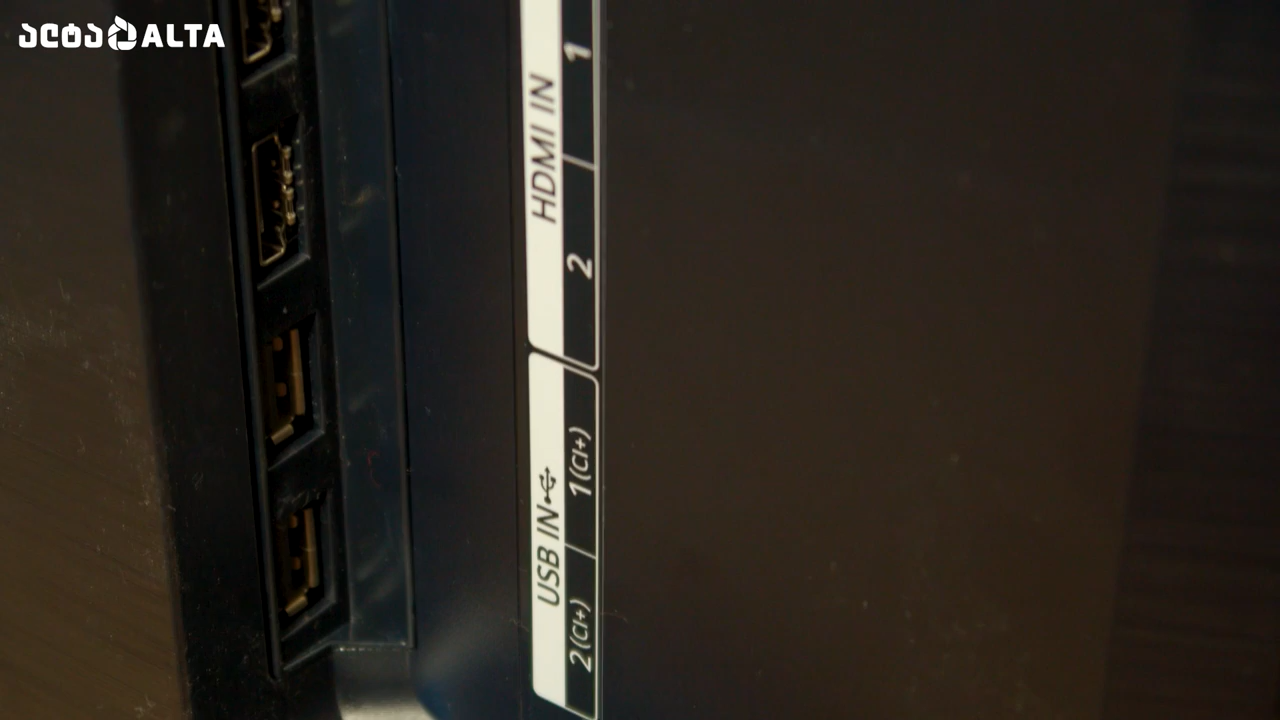 ალტა ALTA
HDMI IN
1
2
USB IN
1(CI+)
2(CI+)